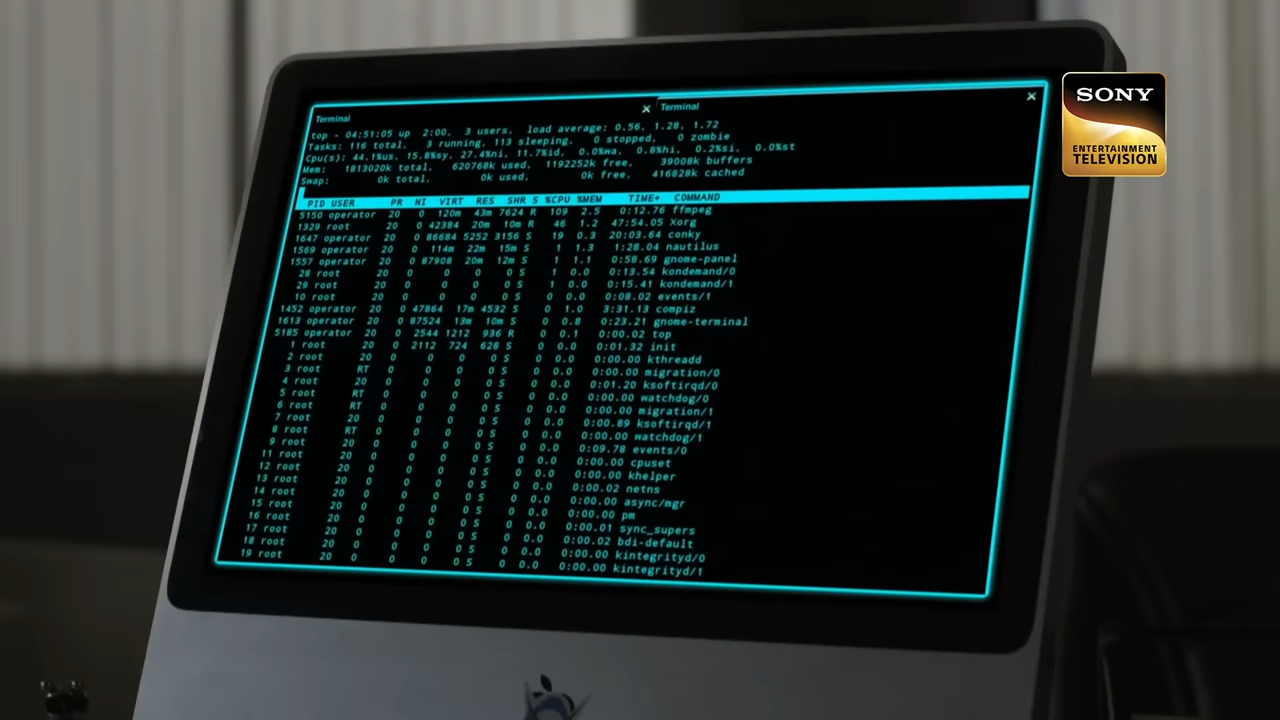 Terminal
Terminal
top - 04:51:05 up  2:00,  3 users,  load average: 0.56, 1.28, 1.72
Tasks: 116 total,   3 running, 113 sleeping,   0 stopped,   0 zombie
Cpu(s): 44.1%us, 15.8%sy, 27.4%ni, 11.7%id,  0.0%wa,  0.8%hi,  0.2%si,  0.0%st
Mem:   1813020k total,   620768k used,  1192252k free,    39008k buffers
Swap:        0k total,        0k used,        0k free,   416828k cached
PID USER      PR  NI  VIRT  RES  SHR S %CPU %MEM    TIME+  COMMAND
5150 operator  20   0  120m  43m 7624 R  109  2.5   0:12.76 ffmpeg
1329 root      20   0 42384  20m  10m R   46  1.2  47:54.05 Xorg
1647 operator  20   0 86684 5252 3156 S   19  0.3  20:03.64 conky
1569 operator  20   0  114m  22m  15m S    1  1.3   1:28.04 nautilus
1557 operator  20   0 87908  20m  12m S    1  1.1   0:58.69 gnome-panel
28 root      20   0     0    0    0 S    1  0.0   0:13.54 kondemand/0
29 root      20   0     0    0    0 S    1  0.0   0:15.41 kondemand/1
10 root      20   0     0    0    0 S    0  0.0   0:08.02 events/1
1452 operator  20   0 47864  17m 4532 S    0  1.0   3:31.13 compiz
1613 operator  20   0 87524  13m  10m S    0  0.8   0:23.21 gnome-terminal
5185 operator  20   0  2544 1212  936 R    0  0.1   0:00.02 top
1 root      20   0  2112  724  628 S    0  0.0   0:01.32 init
2 root      20   0     0    0    0 S    0  0.0   0:00.00 kthreadd
3 root      RT   0     0    0    0 S    0  0.0   0:00.00 migration/0
4 root      20   0     0    0    0 S    0  0.0   0:01.20 ksoftirqd/0
5 root      RT   0     0    0    0 S    0  0.0   0:00.00 watchdog/0
6 root      RT   0     0    0    0 S    0  0.0   0:00.00 migration/1
7 root      20   0     0    0    0 S    0  0.0   0:00.89 ksoftirqd/1
8 root      RT   0     0    0    0 S    0  0.0   0:00.00 watchdog/1
9 root      20   0     0    0    0 S    0  0.0   0:09.78 events/0
11 root      20   0     0    0    0 S    0  0.0   0:00.00 cpuset
12 root      20   0     0    0    0 S    0  0.0   0:00.00 khelper
13 root      20   0     0    0    0 S    0  0.0   0:00.02 netns
14 root      20   0     0    0    0 S    0  0.0   0:00.00 async/mgr
15 root      20   0     0    0    0 S    0  0.0   0:00.00 pm
16 root      20   0     0    0    0 S    0  0.0   0:00.01 sync_supers
17 root      20   0     0    0    0 S    0  0.0   0:00.02 bdi-default
18 root      20   0     0    0    0 S    0  0.0   0:00.00 kintegrityd/0
19 root      20   0     0    0    0 S    0  0.0   0:00.00 kintegrityd/1
SONY
ENTERTAINMENT
TELEVISION